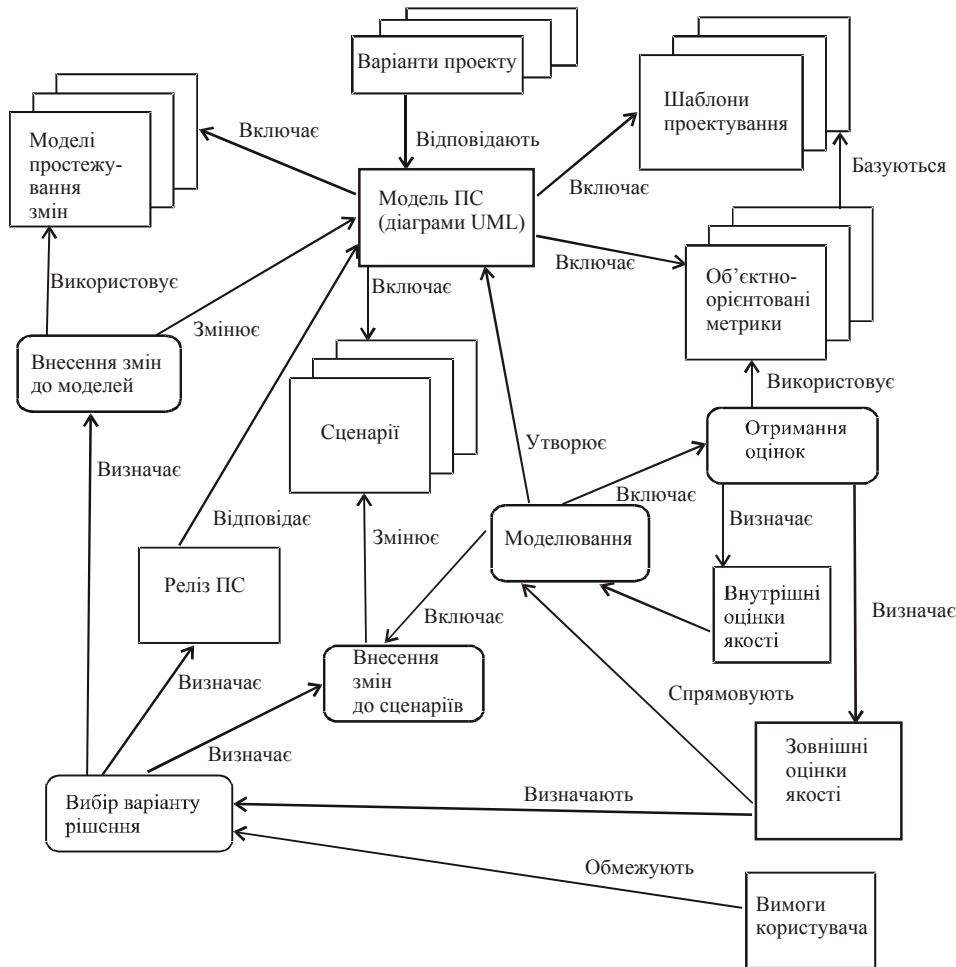 Варіанти проекту
Шаблони
проектування
Моделі
простежу-
вання
змін
Включає
Відповідають
Включає
Базуються
Модель ПС
(діаграми UML)
Включає
Включає
Об’єктно-
орієнтовані
метрики
Використовує
Змінює
Внесення змін
до моделей
Використовує
Сценарії
Утворює
Отримання
оцінок
Визначає
Включає
Відповідає
Змінює
Моделювання
Визначає
Реліз ПС
Внутрішні
оцінки
якості
Визначає
Включає
Внесення
змін
до сценаріїв
Визначає
Спрямовують
Визначає
Зовнішні
оцінки
якості
Вибір варіанту
рішення
Визначають
Обмежують
Вимоги
користувача